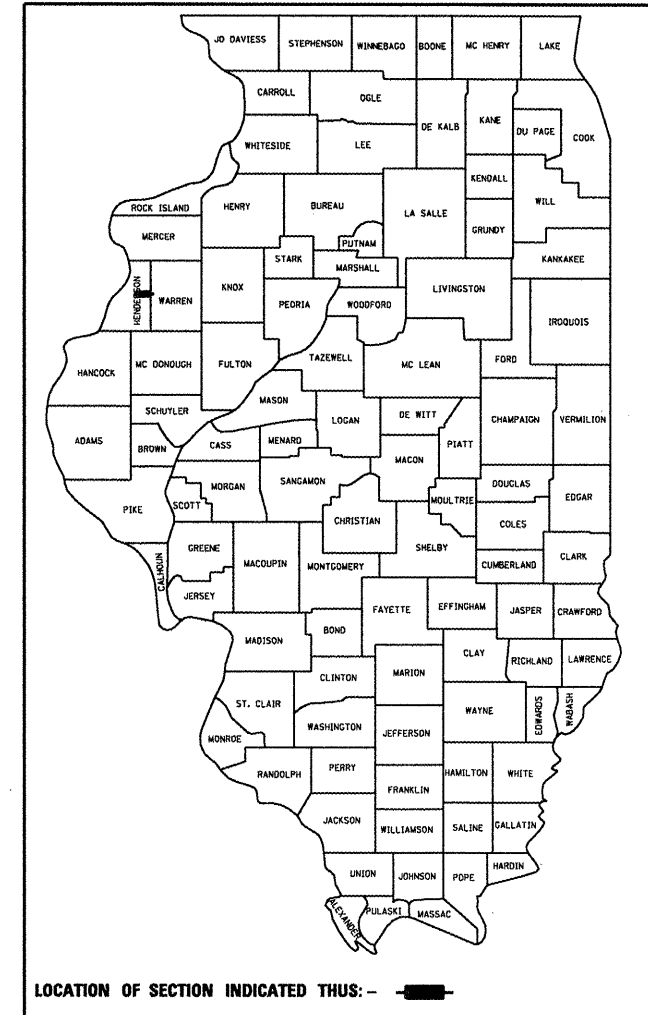 JO DAVIESS STEPHENSON WINNEBAGO BOONE MC HENRY LAKE
CARROLL OGLE DE KALB KANE DU PAGE COOK
WHITESIDE LEE
KENDALL WILL
ROCK ISLAND HENRY BUREAU LA SALLE GRUNDY
MERCER PUTNAM
STARK MARSHALL KANKAKEE
HENDERSON WARREN KNOX PEORIA WOODFORD LIVINGSTON IROQUOIS
HANCOCK MC DONOUGH FULTON TAZEWELL MC LEAN FORD
MASON
SCHUYLER LOGAN DE WITT CHAMPAIGN VERMILION
ADAMS BROWN CASS MENARD PIATT
MACON
MORGAN SANGAMON DOUGLAS
PIKE SCOTT MOULTRIE EDGAR
CHRISTIAN COLES
GREENE MACOUPIN SHELBY
CALHOUN MONTGOMERY CUMBERLAND CLARK
JERSEY
FAYETTE EFFINGHAM JASPER CRAWFORD
MADISON BOND
CLAY RICHLAND LAWRENCE
CLINTON MARION
ST. CLAIR WAYNE EDWARDS WABASH
WASHINGTON JEFFERSON
MONROE
RANDOLPH PERRY HAMILTON WHITE
FRANKLIN
JACKSON WILLIAMSON SALINE GALLATIN
UNION JOHNSON POPE HARDIN
ALEXANDER PULASKI MASSAC
LOCATION OF SECTION INDICATED THUS: -